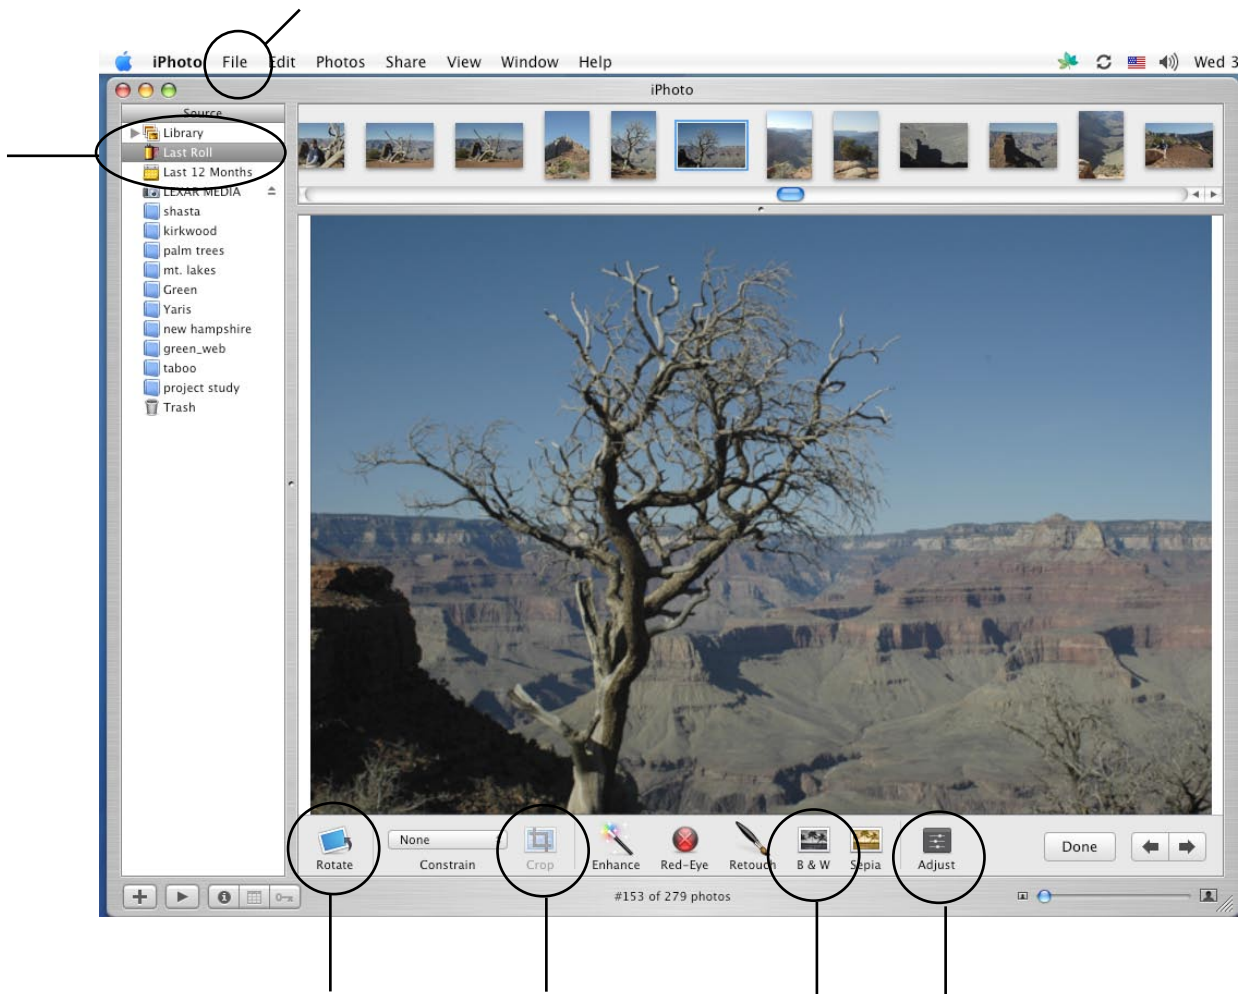 iPhoto File Edit Photos Share View Window Help Wed 3
iPhoto
Source
Library
Last Roll
Last 12 Months
LEXAR MEDIA
shasta
kirkwood
palm trees
mt. lakes
Green
Yaris
new hampshire
green_web
taboo
project study
Trash
None
Rotate Constrain Crop Enhance Red-Eye Retouch B & W Sepia Adjust
Done
#153 of 279 photos